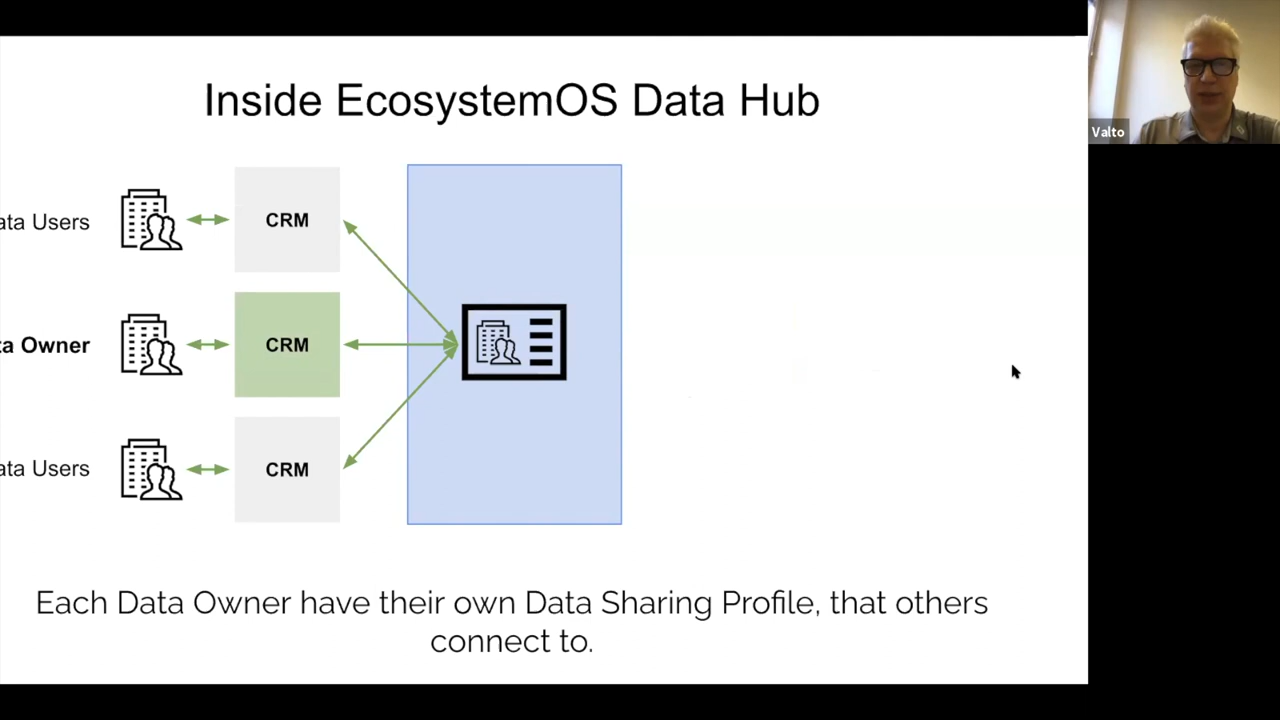 Inside EcosystemOS Data Hub
Valto
ata Users
CRM
ta Owner
CRM
ata Users
CRM
Each Data Owner have their own Data Sharing Profile, that others
connect to.